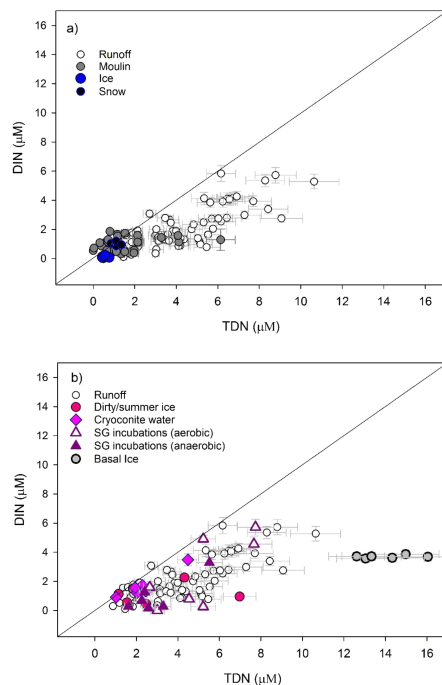 16
a)
14
Runoff
Moulin
12
Ice
10
Snow
DIN (μM)
8
6
4
2
0
0 2 4 6 8 10 12 14 16
TDN (μM)
16
b)
14
Runoff
Dirty/summer ice
12
Cryoconite water
SG incubations (aerobic)
10
SG incubations (anaerobic)
Basal Ice
DIN (μM)
8
6
4
2
0
0 2 4 6 8 10 12 14 16
TDN (μM)